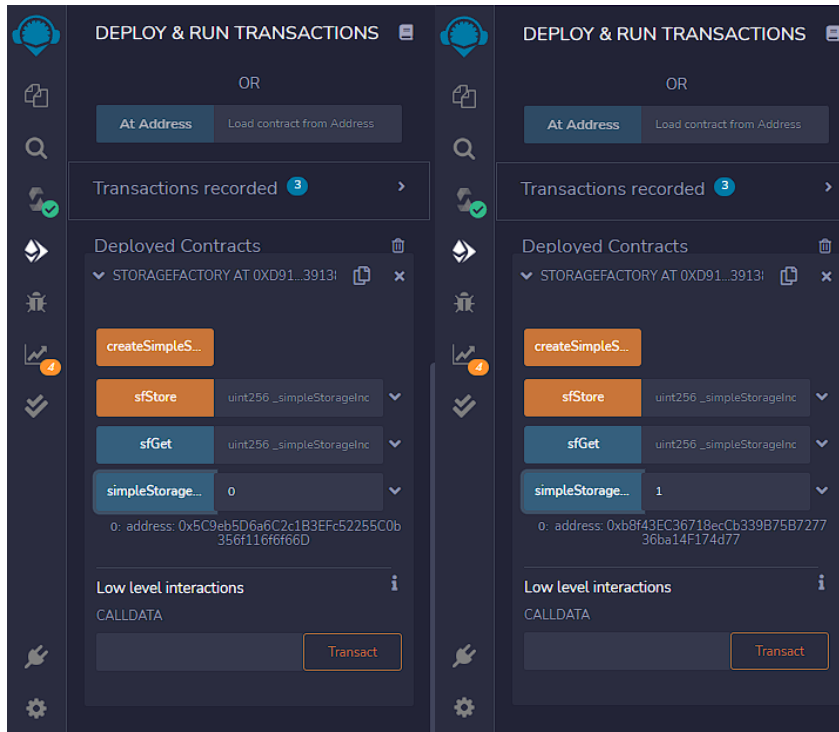 DEPLOY & RUN TRANSACTIONS
OR
At Address Load contract from Address
Transactions recorded 3
Deployed Contracts
STORAGEFACTORY AT 0XD91...39138
createSimpleS...
sfStore uint256 _simpleStorageInc
4
sfGet uint256 _simpleStorageInc
simpleStorage... 0
0: address: 0x5C9eb5D6a6C2c1B3EFc52255C0b
356f116f6f66D
Low level interactions
CALLDATA
Transact
DEPLOY & RUN TRANSACTIONS
OR
At Address Load contract from Address
Transactions recorded 3
Deployed Contracts
STORAGEFACTORY AT 0XD91...39138
createSimpleS...
4
sfStore uint256 _simpleStorageInc
sfGet uint256 _simpleStorageInc
simpleStorage... 1
0: address: 0xb8f43EC36718ecCb339B75B7277
36ba14F174d77
Low level interactions
CALLDATA
Transact